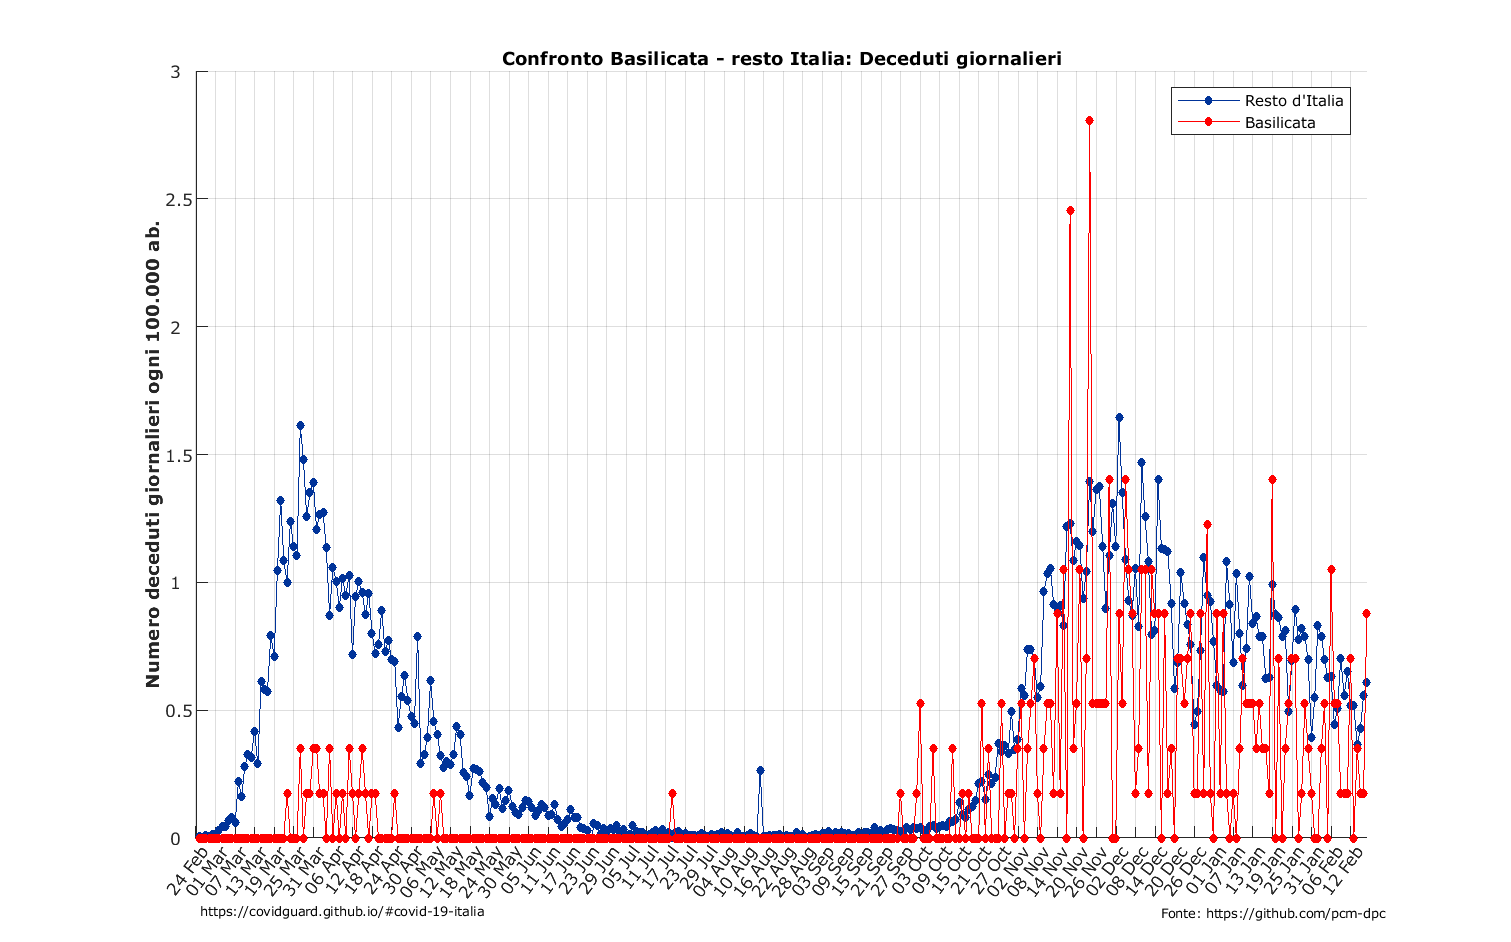 Confronto Basilicata - resto Italia: Deceduti giornalieri
Resto d'Italia
Basilicata
Numero deceduti giornalieri ogni 100.000 ab.
3
2.5
2
1.5
1
0.5
0
24 Feb 01 Mar 07 Mar 13 Mar 19 Mar 25 Mar 31 Mar 06 Apr 12 Apr 18 Apr 24 Apr 30 Apr 06 May 12 May 18 May 24 May 30 May 05 Jun 11 Jun 17 Jun 23 Jun 29 Jun 05 Jul 11 Jul 17 Jul 23 Jul 29 Jul 04 Aug 10 Aug 16 Aug 22 Aug 28 Aug 03 Sep 09 Sep 15 Sep 21 Sep 27 Sep 03 Oct 09 Oct 15 Oct 21 Oct 27 Oct 02 Nov 08 Nov 14 Nov 20 Nov 26 Nov 02 Dec 08 Dec 14 Dec 20 Dec 26 Dec 01 Jan 07 Jan 13 Jan 19 Jan 25 Jan 31 Jan 06 Feb 12 Feb
https://covidguard.github.io/#covid-19-italia
Fonte: https://github.com/pcm-dpc